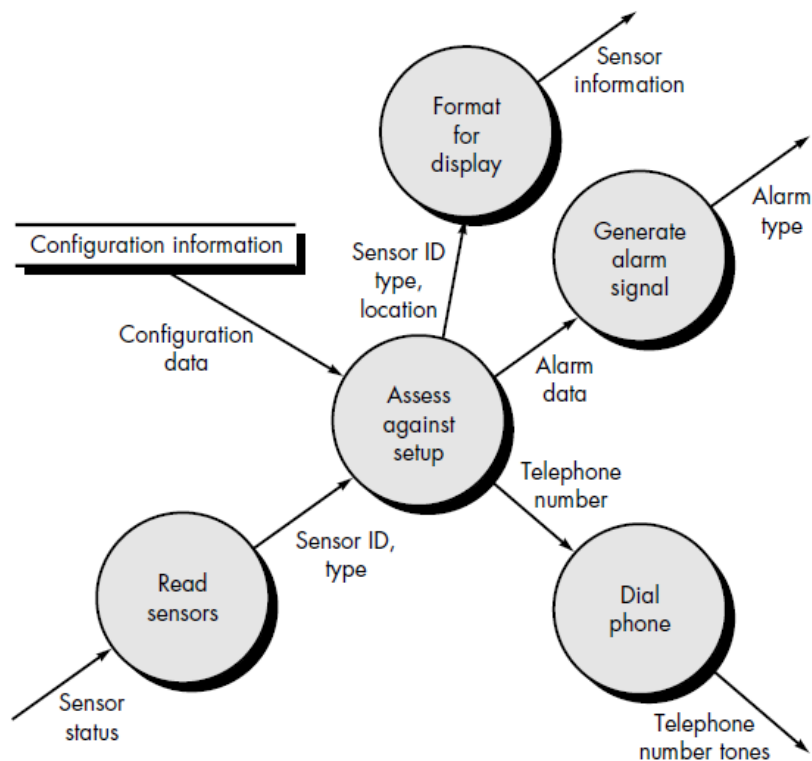 Sensor
information
Format
for
display
Alarm
type
Generate
alarm
signal
Configuration information
Sensor ID
type,
location
Configuration
data
Alarm
data
Assess
against
setup
Telephone
number
Sensor ID,
type
Read
sensors
Dial
phone
Sensor
status
Telephone
number tones